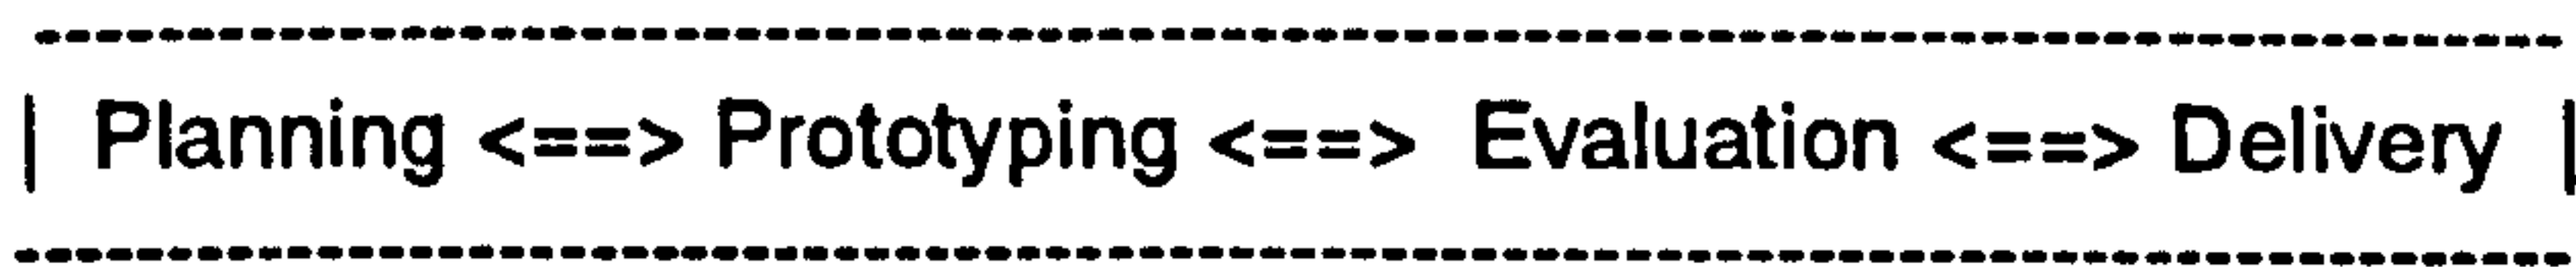 | Planning <==> Prototyping <==> Evaluation <==> Delivery |